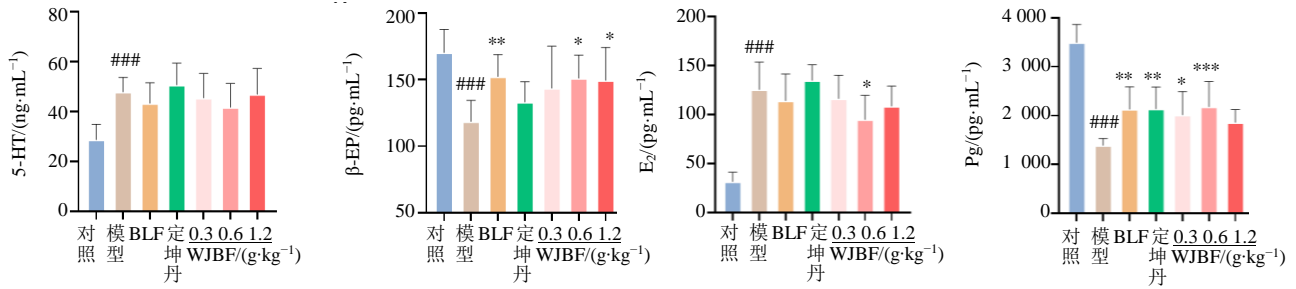 5-HT/(ng·mL⁻¹)
80
60
40
20
0
###
对照
模型
BLF
定坤丹
0.3 0.6 1.2
WJBF/(g·kg⁻¹)
β-EP/(pg·mL⁻¹)
200
150
100
50
###
**
*
*
对照
模型
BLF
定坤丹
0.3 0.6 1.2
WJBF/(g·kg⁻¹)
E₂/(pg·mL⁻¹)
200
150
100
50
0
###
*
对照
模型
BLF
定坤丹
0.3 0.6 1.2
WJBF/(g·kg⁻¹)
Pg/(pg·mL⁻¹)
4 000
3 000
2 000
1 000
0
###
**
**
*
***
对照
模型
BLF
定坤丹
0.3 0.6 1.2
WJBF/(g·kg⁻¹)